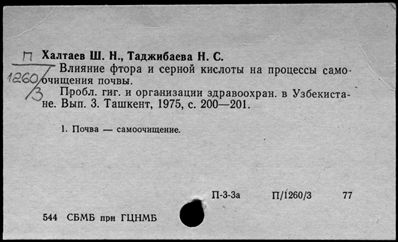 П
1260/3
Халтаев Ш. Н., Таджибаева Н. С.
Влияние фтора и серной кислоты на процессы само-
очищения почвы.
Пробл. гиг. и организации здравоохран. в Узбекиста-
не. Вып. 3. Ташкент, 1975, с. 200—201.
1. Почва — самоочищение.
П-3-3а П/1260/3 77
544 СБМБ при ГЦНМБ